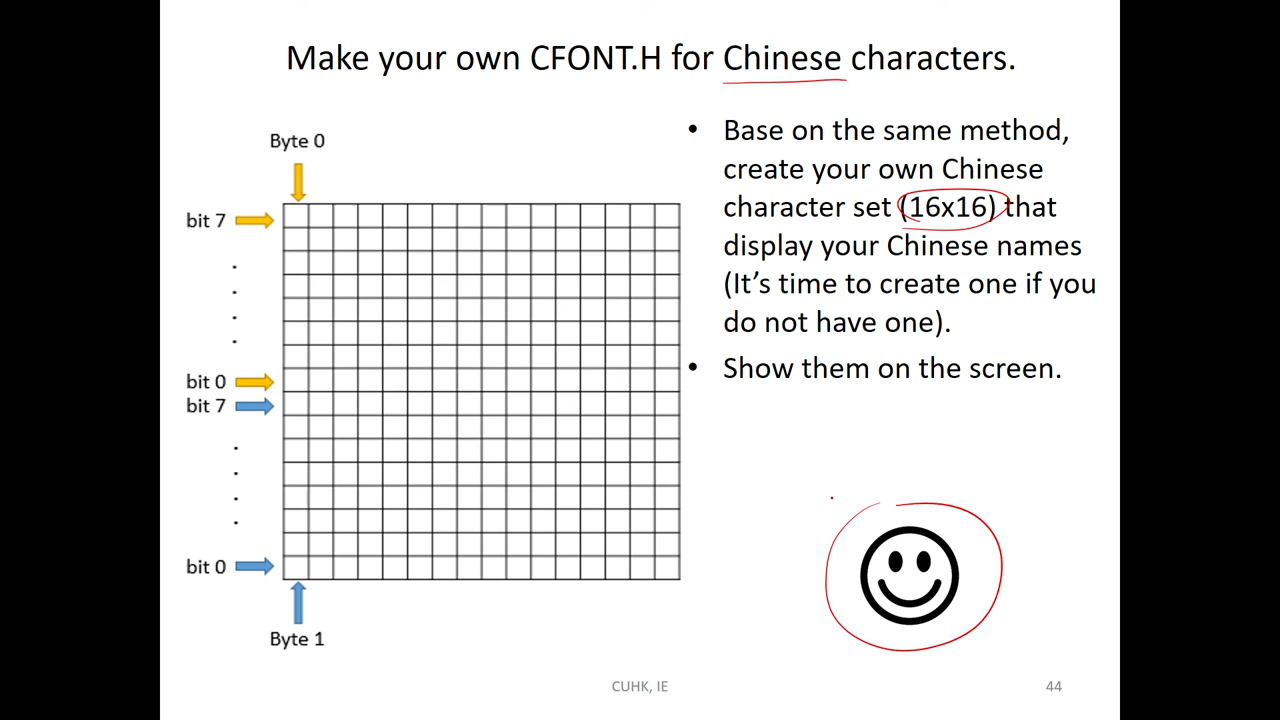 Make your own CFONT.H for Chinese characters.
Byte 0
bit 7
bit 0
bit 7
bit 0
Byte 1
• Base on the same method,
create your own Chinese
character set (16x16) that
display your Chinese names
(It’s time to create one if you
do not have one).
• Show them on the screen.
CUHK, IE
44